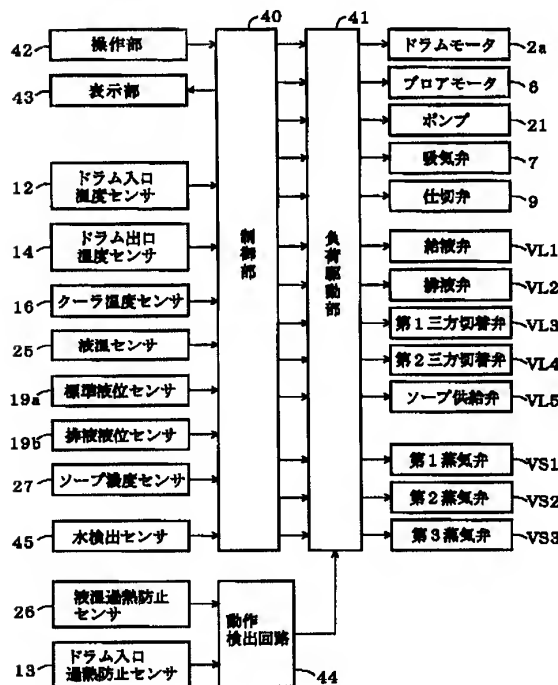 40
41
42
操作部
ドラムモータ
2a
43
表示部
ブロアモータ
6
ポンプ
21
吸気弁
7
12
ドラム入口
温度センサ
仕切弁
9
14
ドラム出口
温度センサ
制御部
負荷駆動部
給液弁
VL1
排液弁
VL2
16
クーラ温度センサ
第1三方切替弁
VL3
25
液温センサ
第2三方切替弁
VL4
19a
標準液位センサ
ソープ供給弁
VL5
19b
排液液位センサ
27
ソープ濃度センサ
第1蒸気弁
VS1
第2蒸気弁
VS2
45
水検出センサ
第3蒸気弁
VS3
26
液温過熱防止
センサ
動作
検出回路
13
ドラム入口
過熱防止センサ
44